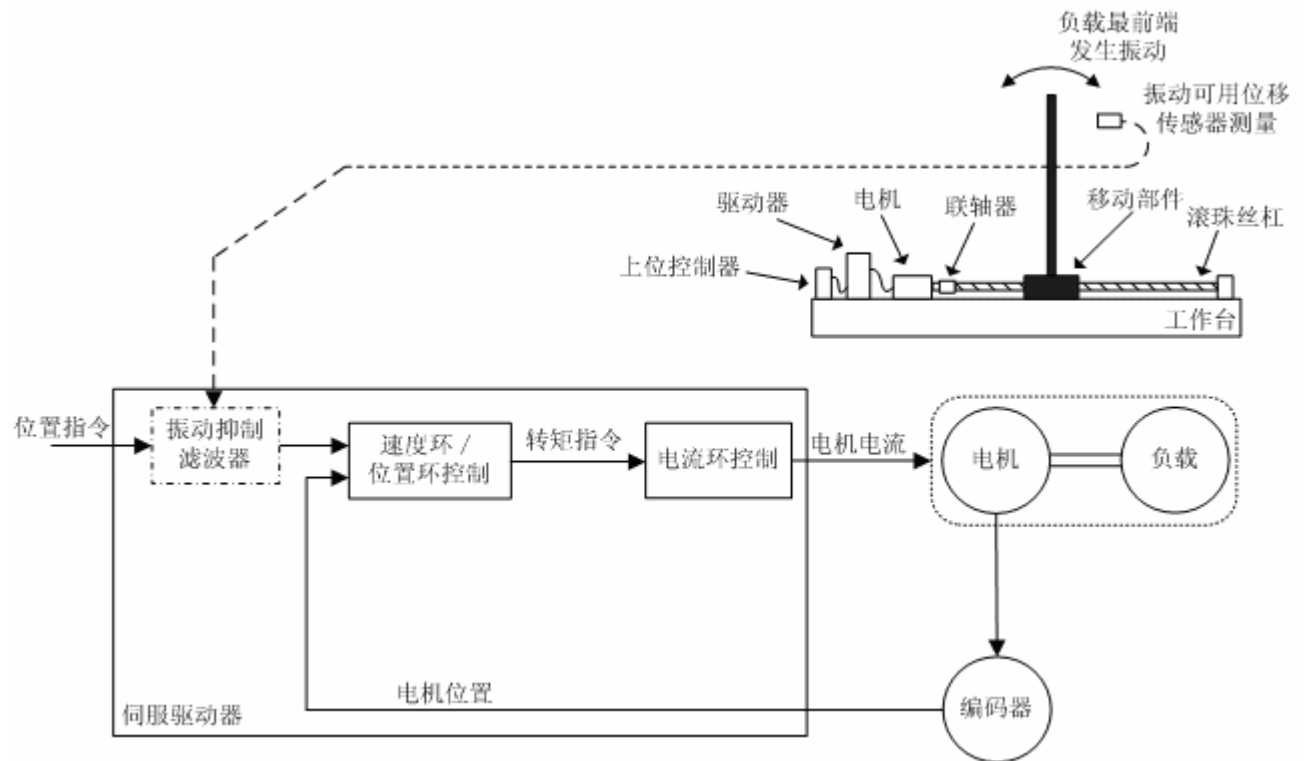 负载最前端
发生振动
振动可用位移
传感器测量
驱动器
电机
联轴器
移动部件
滚珠丝杠
上位控制器
工作台
位置指令
振动抑制
滤波器
速度环 /
位置环控制
转矩指令
电流环控制
电机电流
电机
负载
电机位置
编码器
伺服驱动器